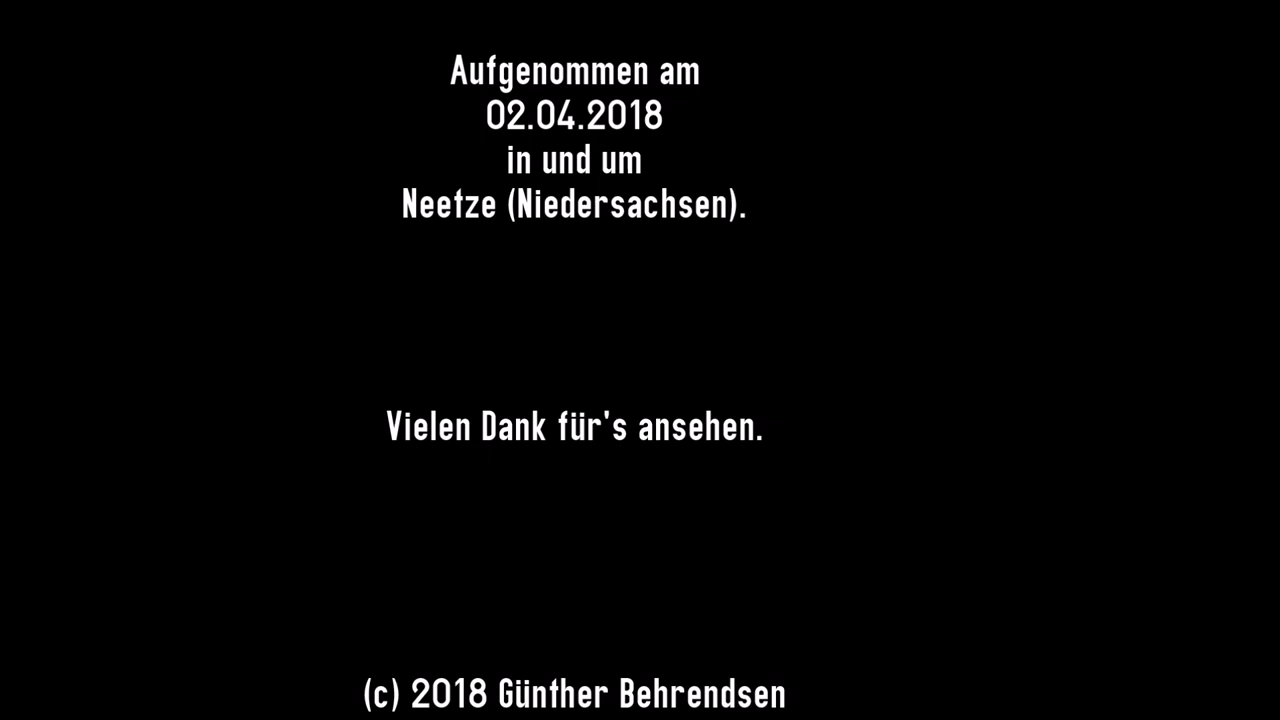 Aufgenommen am
02.04.2018
in und um
Neetze (Niedersachsen).
Vielen Dank für's ansehen.
(c) 2018 Günther Behrendsen